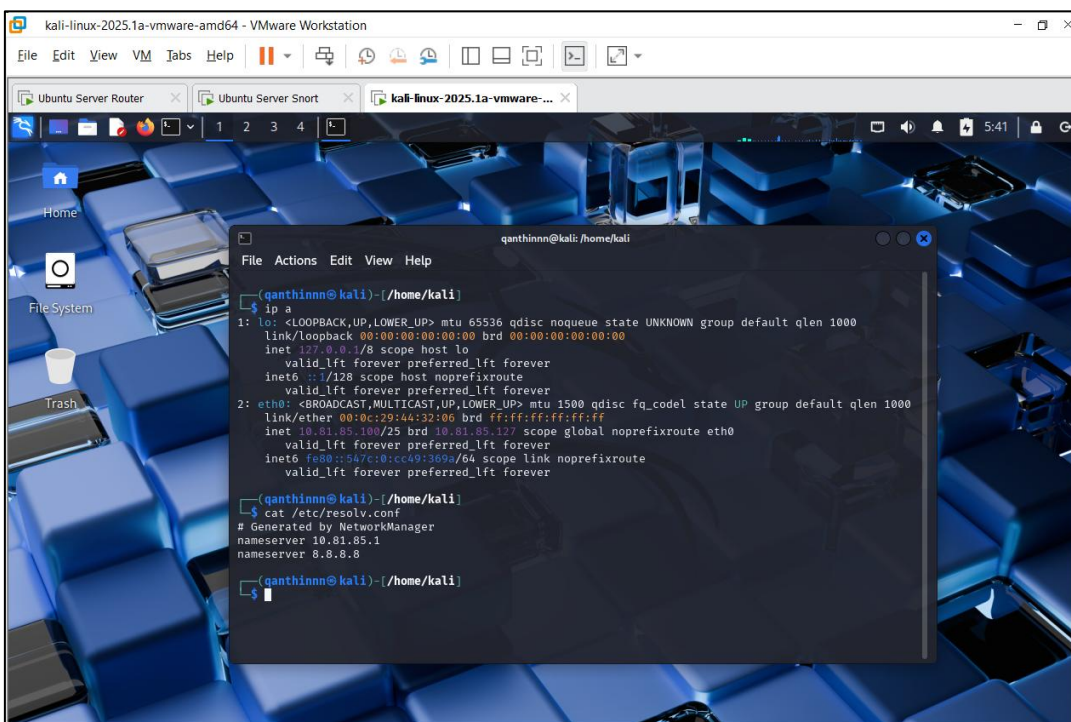 kali-linux-2025.1a-vmware-amd64 - VMware Workstation
File Edit View VM Tabs Help
Ubuntu Server Router Ubuntu Server Snort kali-linux-2025.1a-vmware-...
1 2 3 4 5:41
Home
File System
Trash
qanthinnn@kali: /home/kali
File Actions Edit View Help
┌──(qanthinnn㉿kali)-[/home/kali]
└─$ ip a
1: lo: <LOOPBACK,UP,LOWER_UP> mtu 65536 qdisc noqueue state UNKNOWN group default qlen 1000
link/loopback 00:00:00:00:00:00 brd 00:00:00:00:00:00
inet 127.0.0.1/8 scope host lo
valid_lft forever preferred_lft forever
inet6 ::1/128 scope host noprefixroute
valid_lft forever preferred_lft forever
2: eth0: <BROADCAST,MULTICAST,UP,LOWER_UP> mtu 1500 qdisc fq_codel state UP group default qlen 1000
link/ether 00:0c:29:44:32:06 brd ff:ff:ff:ff:ff:ff
inet 10.81.85.100/25 brd 10.81.85.127 scope global noprefixroute eth0
valid_lft forever preferred_lft forever
inet6 fe80::547c:0:cc49:369a/64 scope link noprefixroute
valid_lft forever preferred_lft forever
┌──(qanthinnn㉿kali)-[/home/kali]
└─$ cat /etc/resolv.conf
# Generated by NetworkManager
nameserver 10.81.85.1
nameserver 8.8.8.8
┌──(qanthinnn㉿kali)-[/home/kali]
└─$